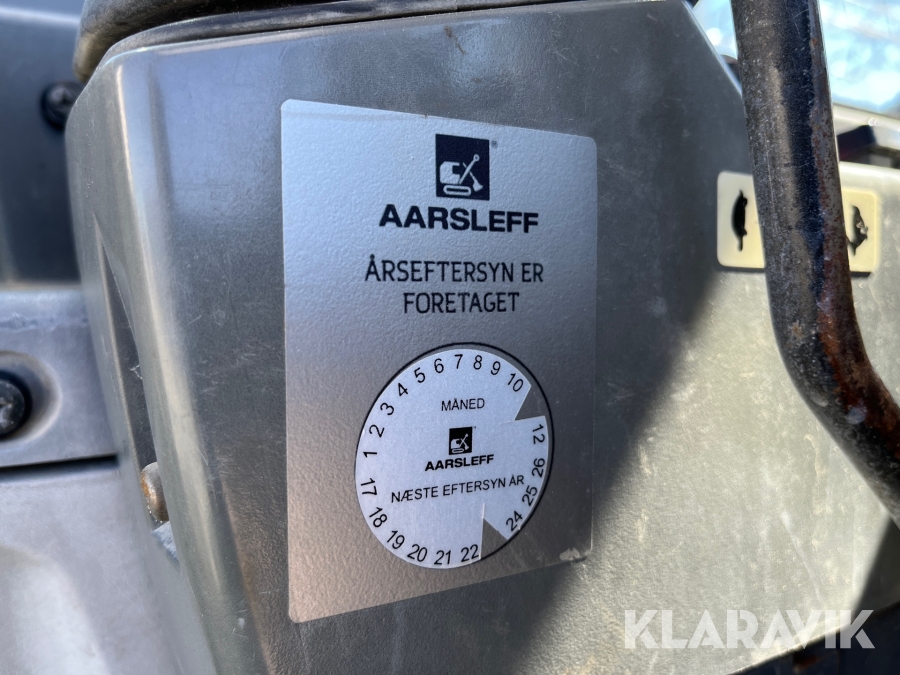 AARSLEFF
ÅRSEFTERSYN ER
FORETAGET
1 2 3 4 5 6 7 8 9 10 12
MÅNED
AARSLEFF
NÆSTE EFTERSYN ÅR
17 18 19 20 21 22 24 25 26
KLARAVIK